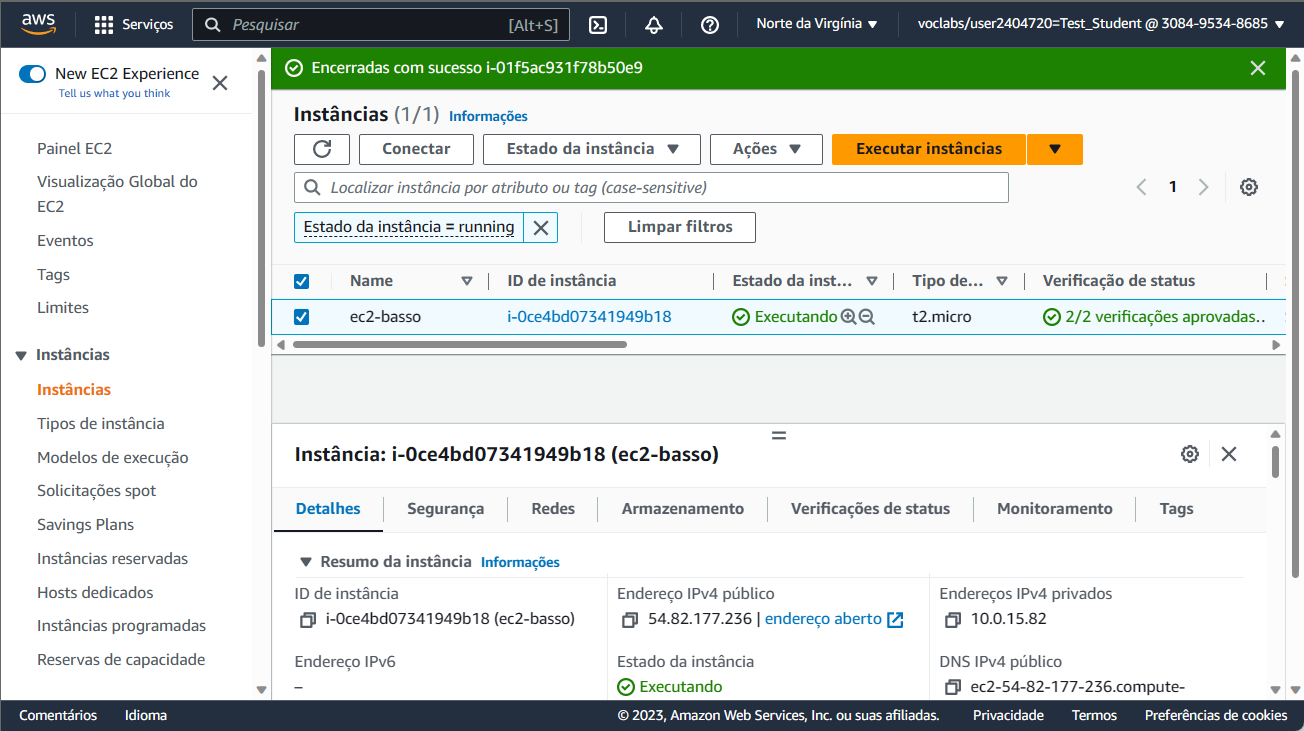 aws
Serviços
Pesquisar
[Alt+S]
Norte da Virgínia
voclabs/user2404720=Test_Student @ 3084-9534-8685
New EC2 Experience
Tell us what you think
Painel EC2
Visualização Global do
EC2
Eventos
Tags
Limites
Instâncias
Instâncias
Tipos de instância
Modelos de execução
Solicitações spot
Savings Plans
Instâncias reservadas
Hosts dedicados
Instâncias programadas
Reservas de capacidade
Encerradas com sucesso i-01f5ac931f78b50e9
Instâncias (1/1) Informações
Conectar
Estado da instância
Ações
Executar instâncias
Localizar instância por atributo ou tag (case-sensitive)
1
Estado da instância = running
Limpar filtros
Name ID de instância Estado da inst... Tipo de... Verificação de status
ec2-basso i-0ce4bd07341949b18 Executando t2.micro 2/2 verificações aprovadas..
Instância: i-0ce4bd07341949b18 (ec2-basso)
Detalhes Segurança Redes Armazenamento Verificações de status Monitoramento Tags
Resumo da instância Informações
ID de instância
i-0ce4bd07341949b18 (ec2-basso)
Endereço IPv4 público
54.82.177.236 | endereço aberto
Endereços IPv4 privados
10.0.15.82
Endereço IPv6
–
Estado da instância
Executando
DNS IPv4 público
ec2-54-82-177-236.compute-
Comentários Idioma © 2023, Amazon Web Services, Inc. ou suas afiliadas. Privacidade Termos Preferências de cookies